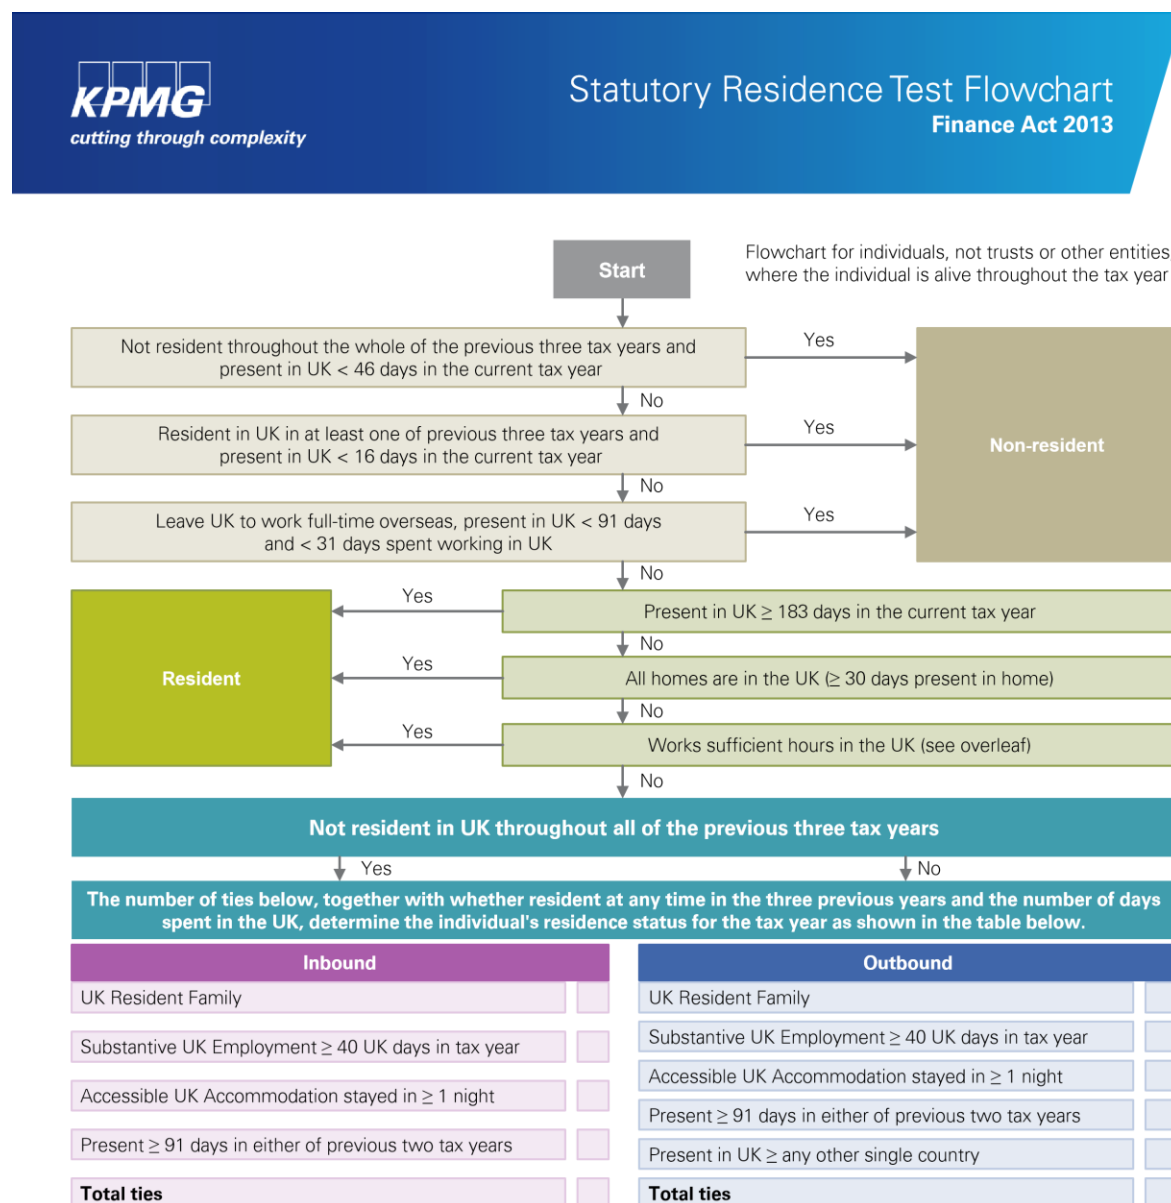 KPMG
cutting through complexity
Statutory Residence Test Flowchart
Finance Act 2013
Start
Flowchart for individuals, not trusts or other entities
where the individual is alive throughout the tax year
Not resident throughout the whole of the previous three tax years and
present in UK < 46 days in the current tax year
Yes
No
Resident in UK in at least one of previous three tax years and
present in UK < 16 days in the current tax year
Yes
Non-resident
No
Leave UK to work full-time overseas, present in UK < 91 days
and < 31 days spent working in UK
Yes
No
Yes
Present in UK ≥ 183 days in the current tax year
No
Resident
Yes
All homes are in the UK (≥ 30 days present in home)
No
Yes
Works sufficient hours in the UK (see overleaf)
No
Not resident in UK throughout all of the previous three tax years
Yes
No
The number of ties below, together with whether resident at any time in the three previous years and the number of days
spent in the UK, determine the individual's residence status for the tax year as shown in the table below.
Inbound
UK Resident Family
Substantive UK Employment ≥ 40 UK days in tax year
Accessible UK Accommodation stayed in ≥ 1 night
Present ≥ 91 days in either of previous two tax years
Total ties
Outbound
UK Resident Family
Substantive UK Employment ≥ 40 UK days in tax year
Accessible UK Accommodation stayed in ≥ 1 night
Present ≥ 91 days in either of previous two tax years
Present in UK ≥ any other single country
Total ties